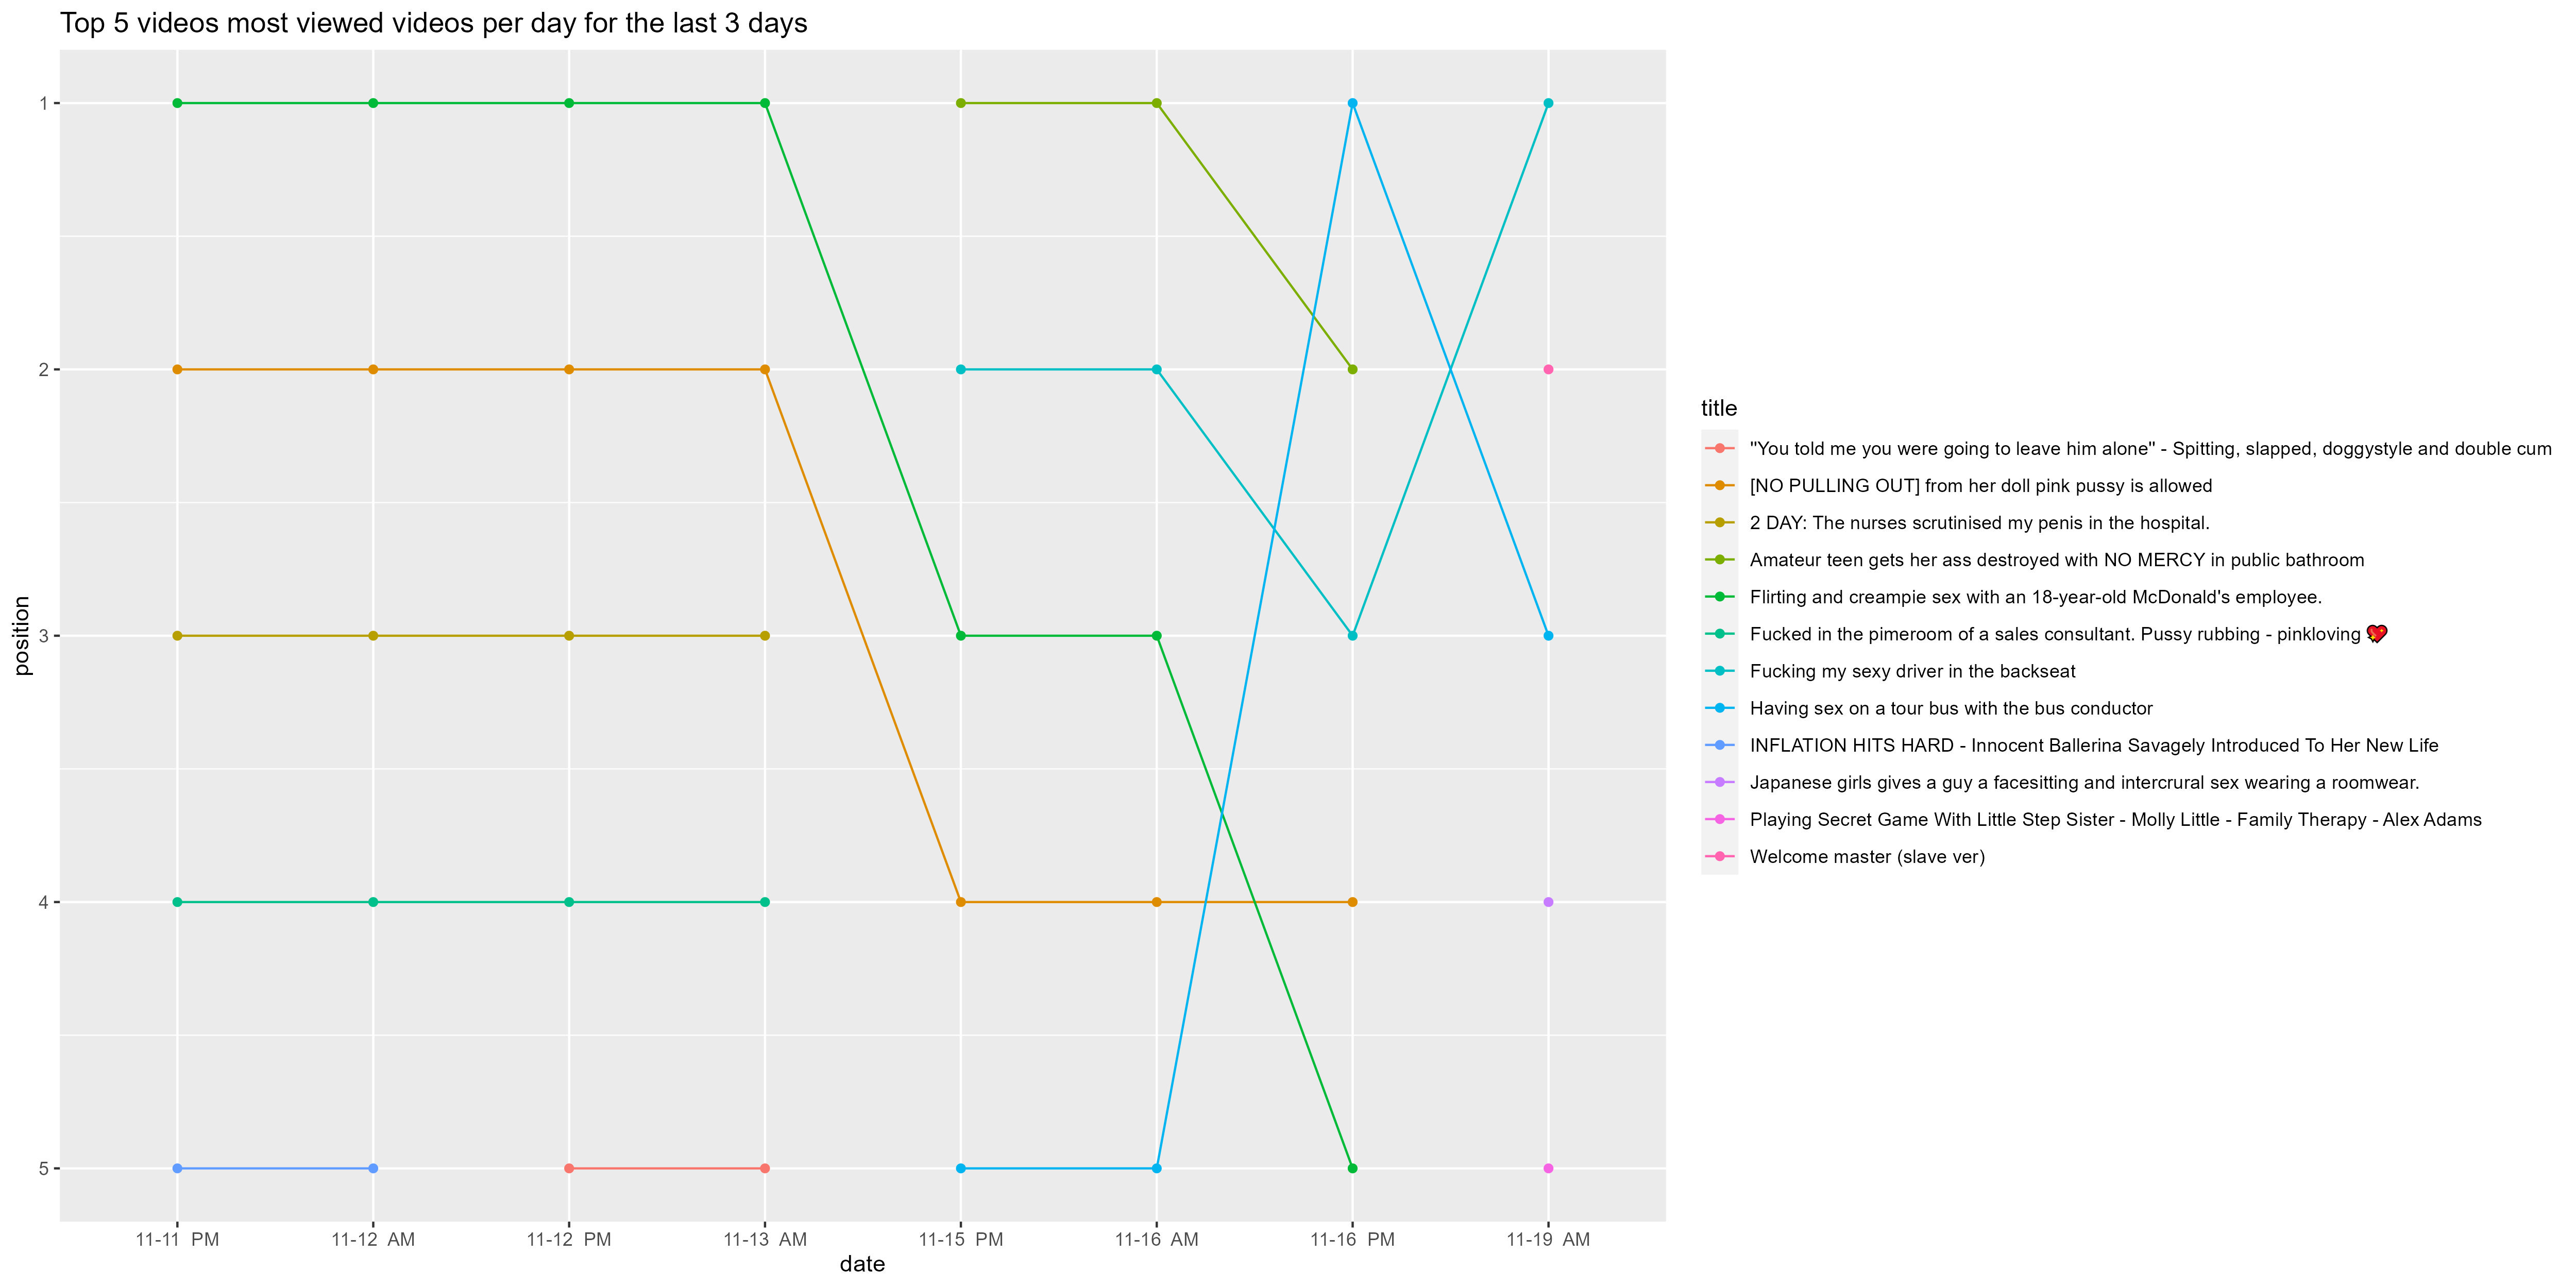 Top 5 videos most viewed videos per day for the last 3 days
position
1
2
3
4
5
11-11 PM
11-12 AM
11-12 PM
11-13 AM
11-15 PM
11-16 AM
11-16 PM
11-19 AM
date
title
"You told me you were going to leave him alone" - Spitting, slapped, doggystyle and double cum
[NO PULLING OUT] from her doll pink pussy is allowed
2 DAY: The nurses scrutinised my penis in the hospital.
Amateur teen gets her ass destroyed with NO MERCY in public bathroom
Flirting and creampie sex with an 18-year-old McDonald's employee.
Fucked in the pimeroom of a sales consultant. Pussy rubbing - pinkloving 💖
Fucking my sexy driver in the backseat
Having sex on a tour bus with the bus conductor
INFLATION HITS HARD - Innocent Ballerina Savagely Introduced To Her New Life
Japanese girls gives a guy a facesitting and intercrural sex wearing a roomwear.
Playing Secret Game With Little Step Sister - Molly Little - Family Therapy - Alex Adams
Welcome master (slave ver)